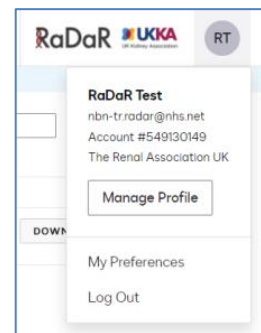 RaDaR UKKA RT
UK Kidney Association
RaDaR Test
nbn-tr.radar@nhs.net
Account #549130149
The Renal Association UK
Manage Profile
DOWN
My Preferences
Log Out